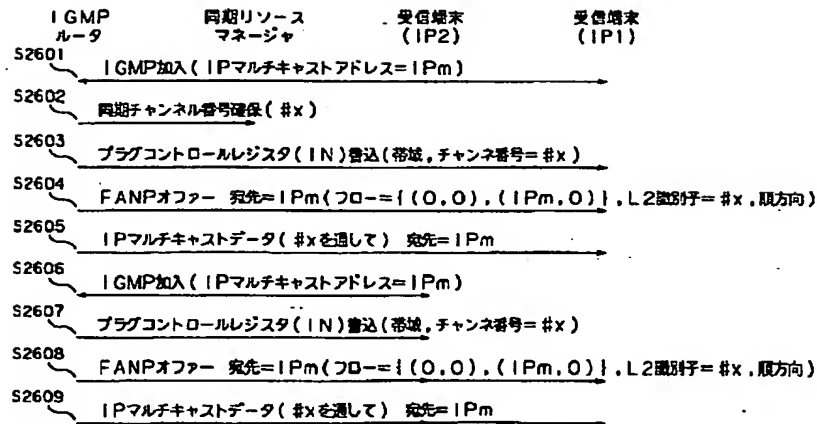 IGMP ルータ
同期リソース マネージャ
受信端末 (IP2)
受信端末 (IP1)
S2601
IGMP加入(IPマルチキャストアドレス=IPm)
S2602
同期チャンネル番号確保(#x)
S2603
プラグコントロールレジスタ(IN)書込(帯域,チャンネ番号=#x)
S2604
FANPオファー 宛先=IPm(フロー={(0,0),(IPm,0)},L2識別子=#x,順方向)
S2605
IPマルチキャストデータ(#xを通して) 宛先=IPm
S2606
IGMP加入(IPマルチキャストアドレス=IPm)
S2607
プラグコントロールレジスタ(IN)書込(帯域,チャンネ番号=#x)
S2608
FANPオファー 宛先=IPm(フロー={(0,0),(IPm,0)},L2識別子=#x,順方向)
S2609
IPマルチキャストデータ(#xを通して) 宛先=IPm